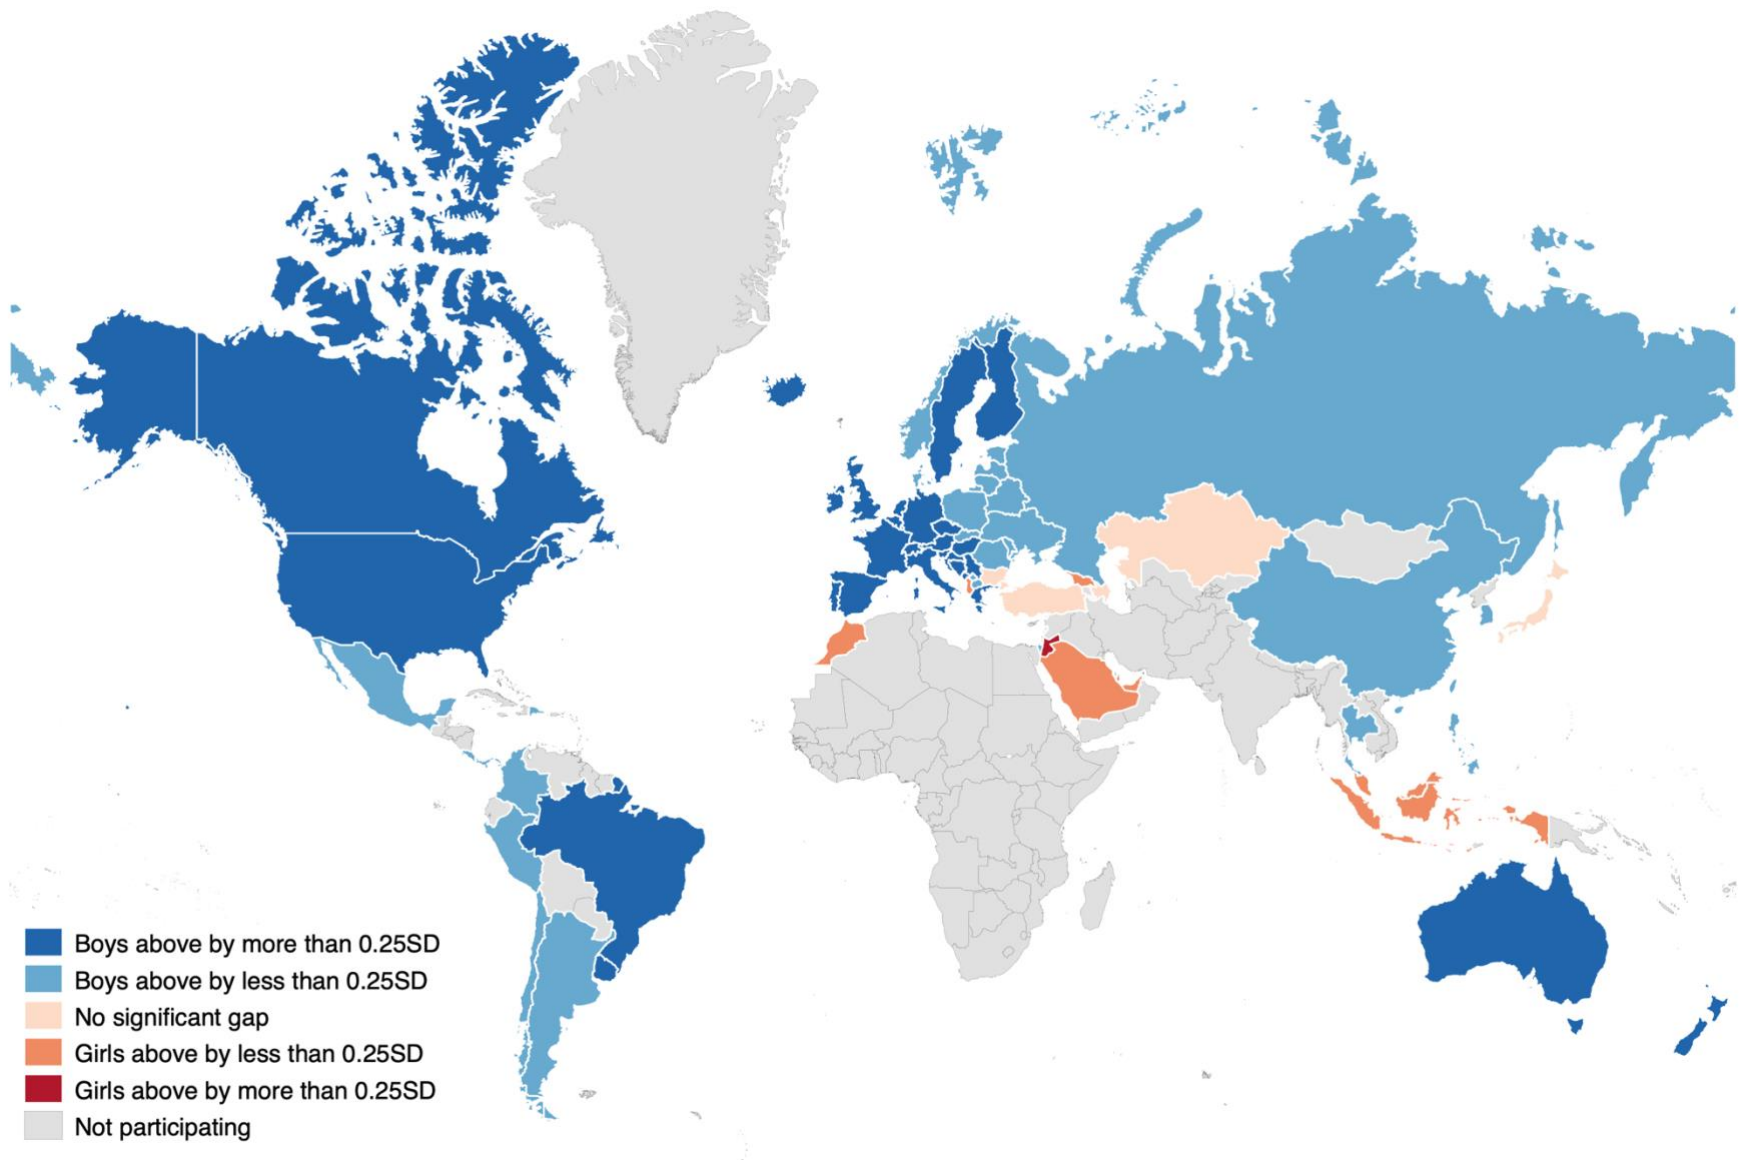 Boys above by more than 0.25SD
Boys above by less than 0.25SD
No significant gap
Girls above by less than 0.25SD
Girls above by more than 0.25SD
Not participating